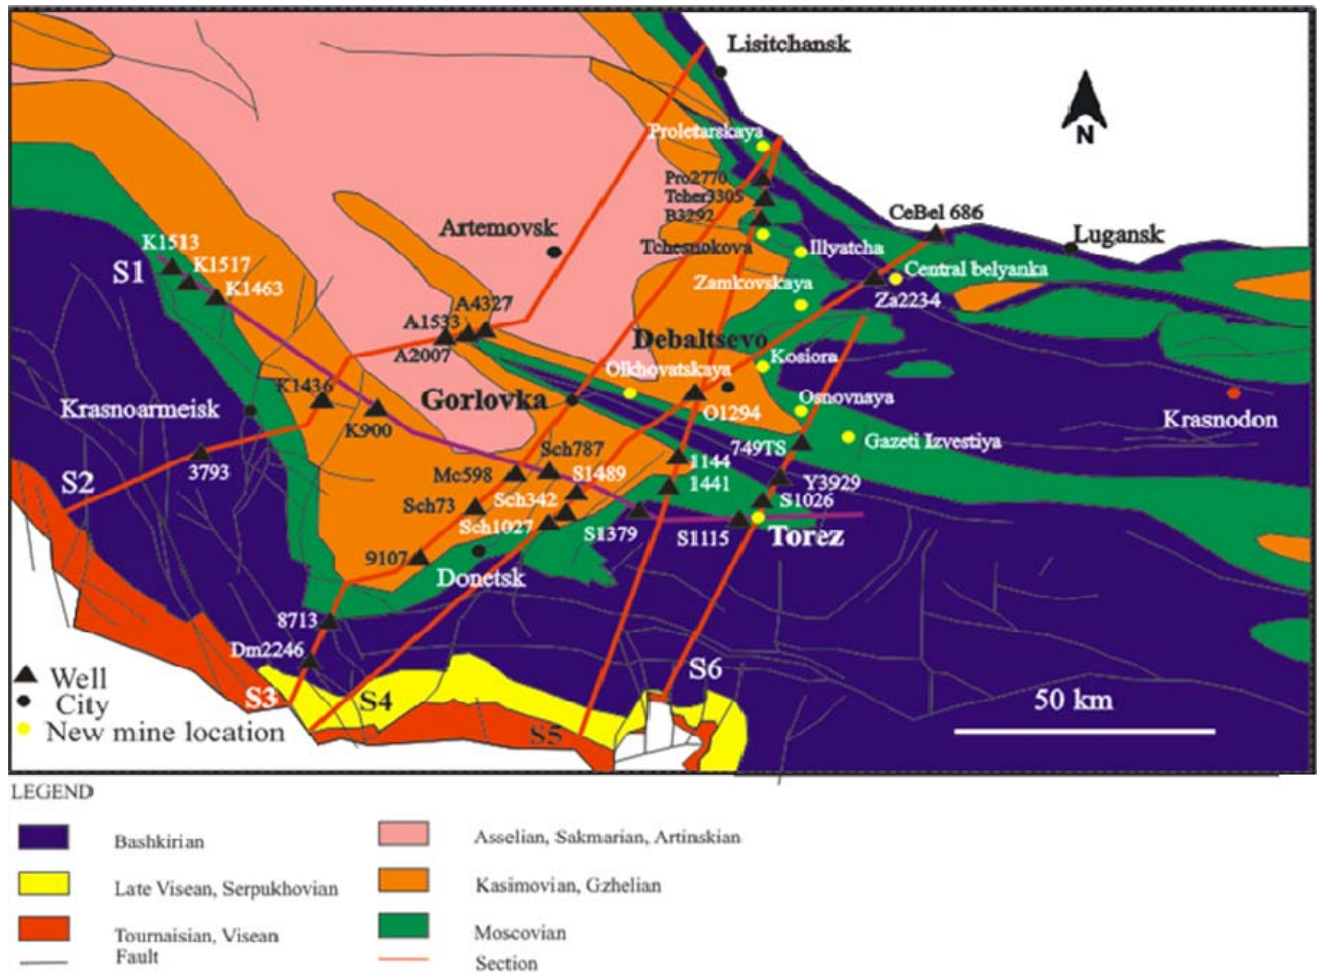 Lisitchansk
N
Proletarskaya
Pro2770
Tcher3305
B3292
CeBel 686
Artemovsk
K1513
Tchesnokova
Illyatcha
Lugansk
S1
K1517
K1463
Zamkovskaya
Central belyanka
Za2234
A4327
A1533
A2007
Debaltsevo
Kosiora
Olkhovatskaya
K1436
Krasnoarmeisk
Gorlovka
O1294
Osnovnaya
Krasnodon
K900
749TS
Gazeti Izvestiya
3793
Sch787
Mc598
S1489
1144
1441
Y3929
S2
Sch73
Sch342
S1026
Sch1027
S1379
S1115
Torez
9107
Donetsk
8713
Dm2246
S6
S3
S4
S5
50 km
Well
City
New mine location
LEGEND
Bashkirian
Asselian, Sakmarian, Artinskian
Late Visean, Serpukhovian
Kasimovian, Gzhelian
Tournaisian, Visean
Moscovian
Fault
Section